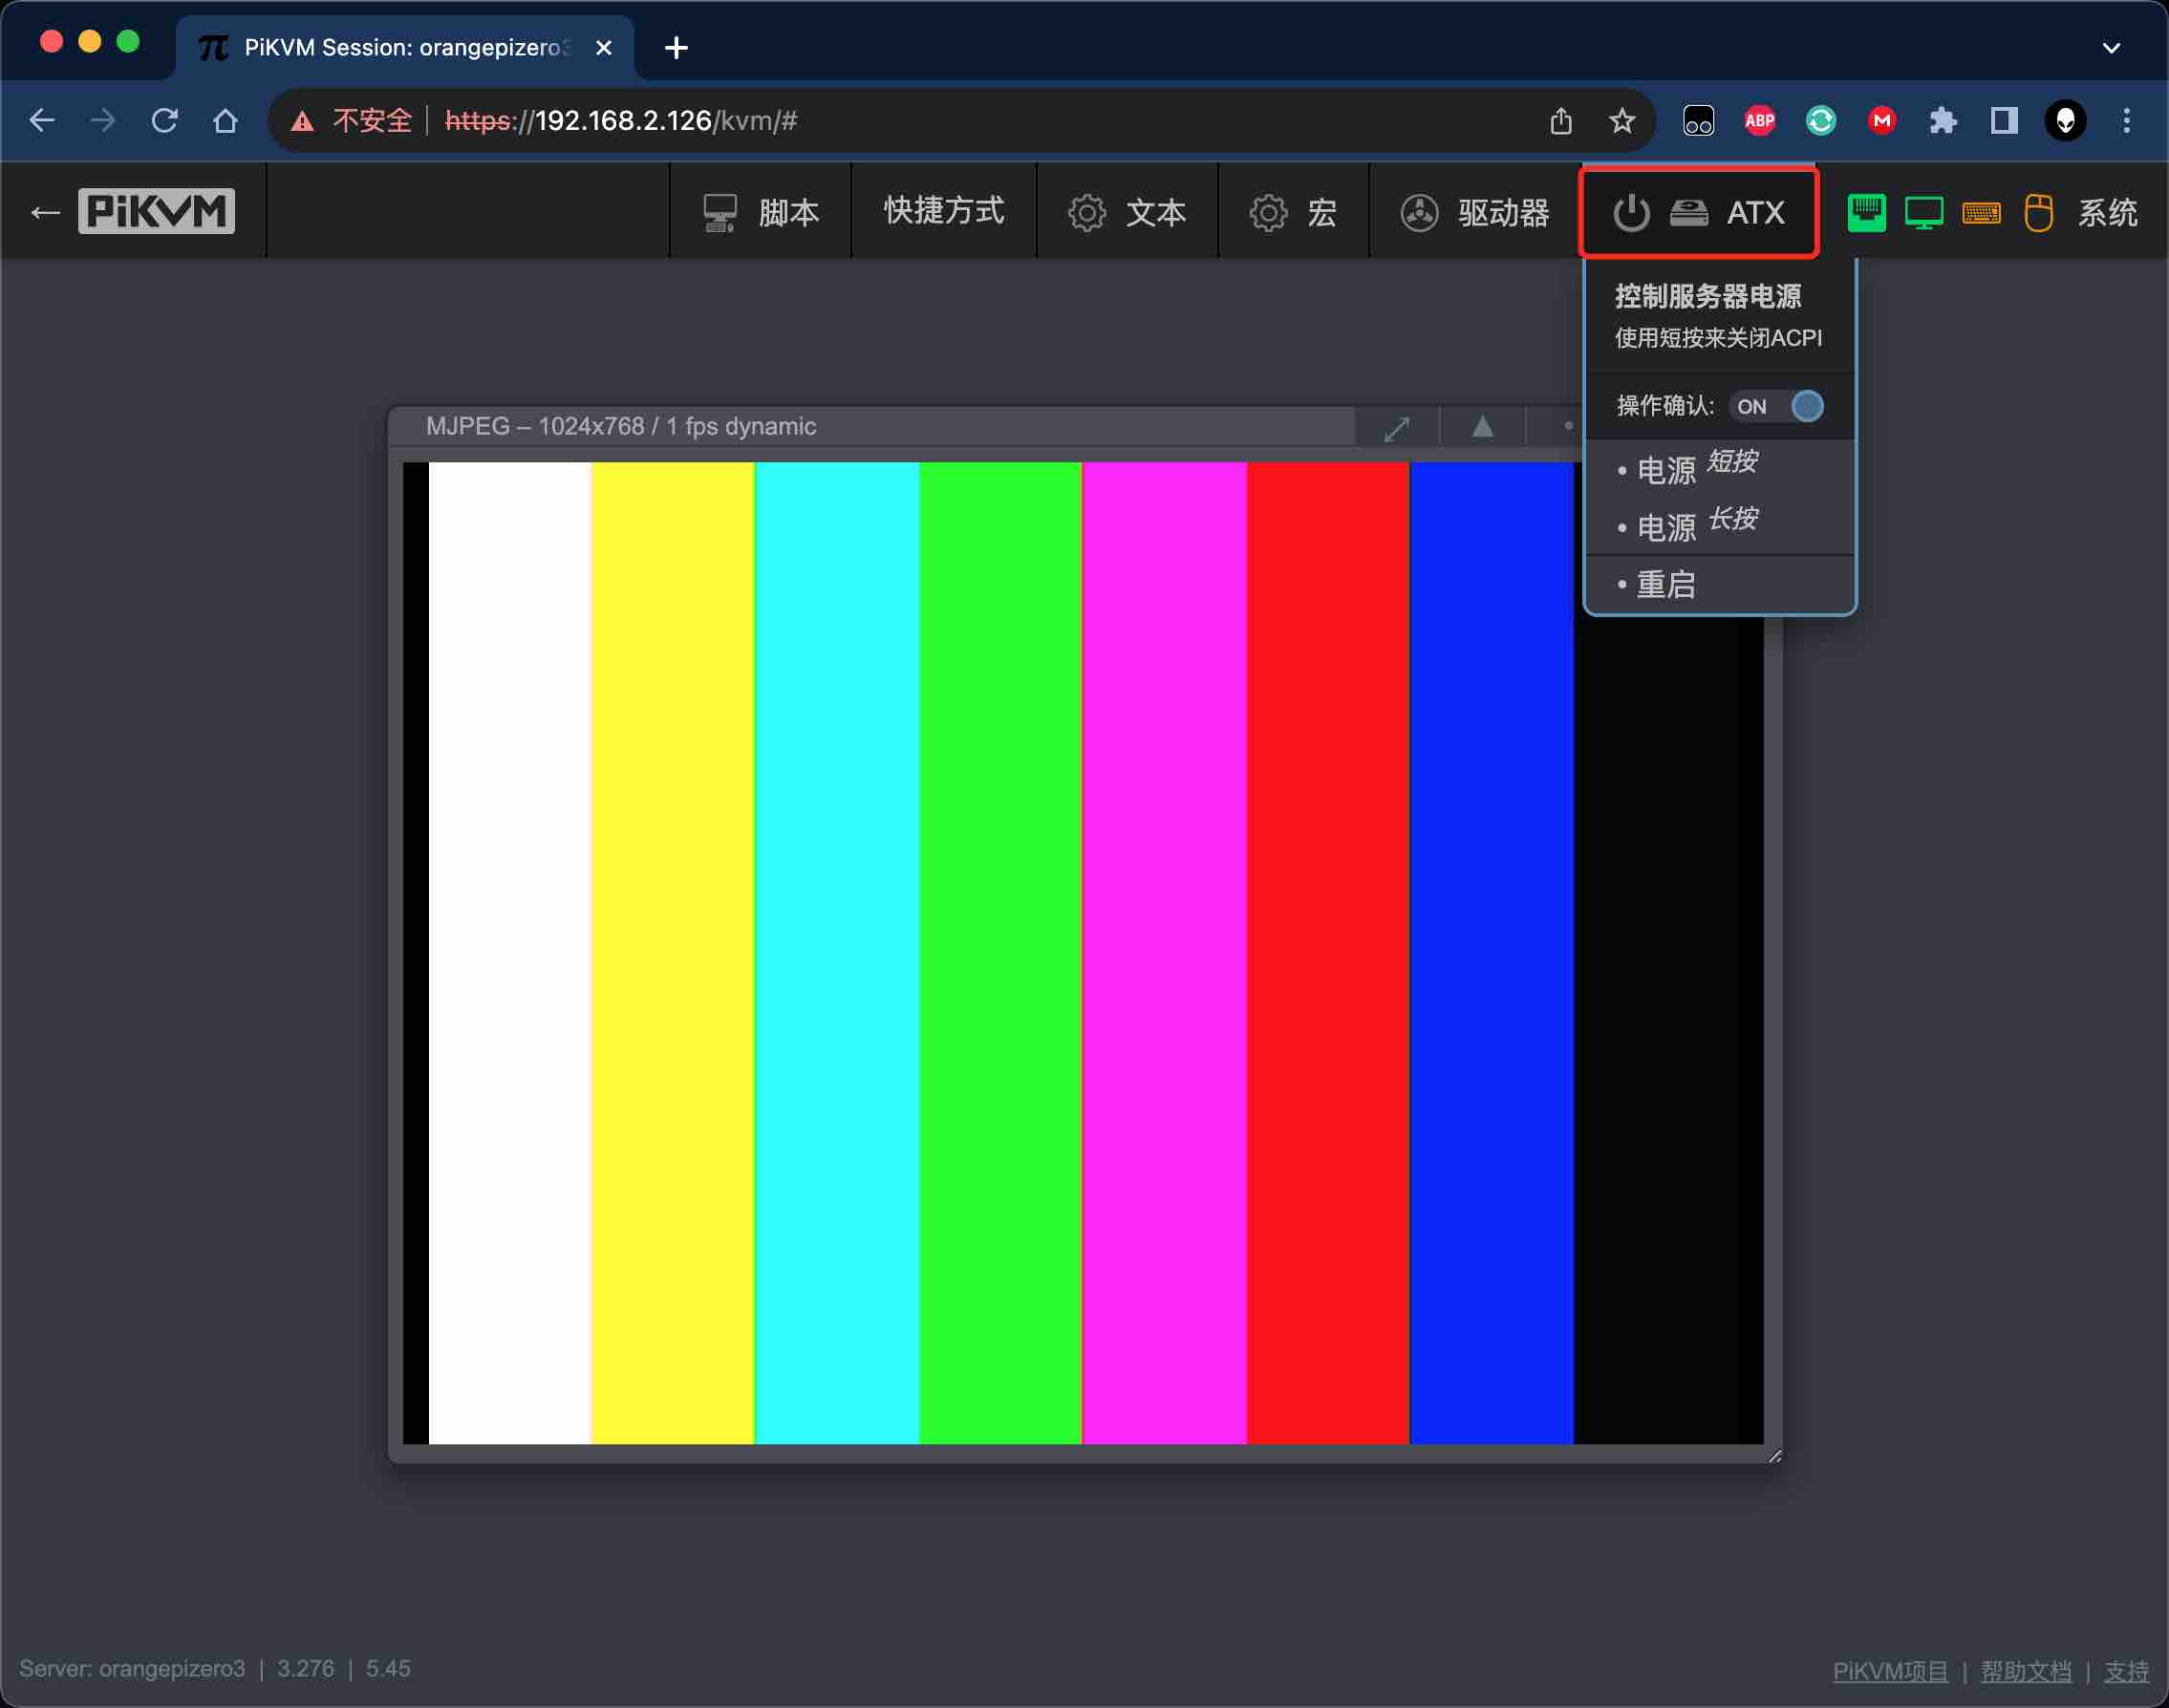 PiKVM Session: orangepizero3
不安全 | https://192.168.2.126/kvm/#
ABP
M
← PiKVM
脚本
快捷方式
文本
宏
驱动器
ATX
系统
控制服务器电源
使用短按来关闭ACPI
操作确认: ON
• 电源 短按
• 电源 长按
• 重启
MJPEG – 1024x768 / 1 fps dynamic
Server: orangepizero3 | 3.276 | 5.45
PiKVM项目 | 帮助文档 | 支持